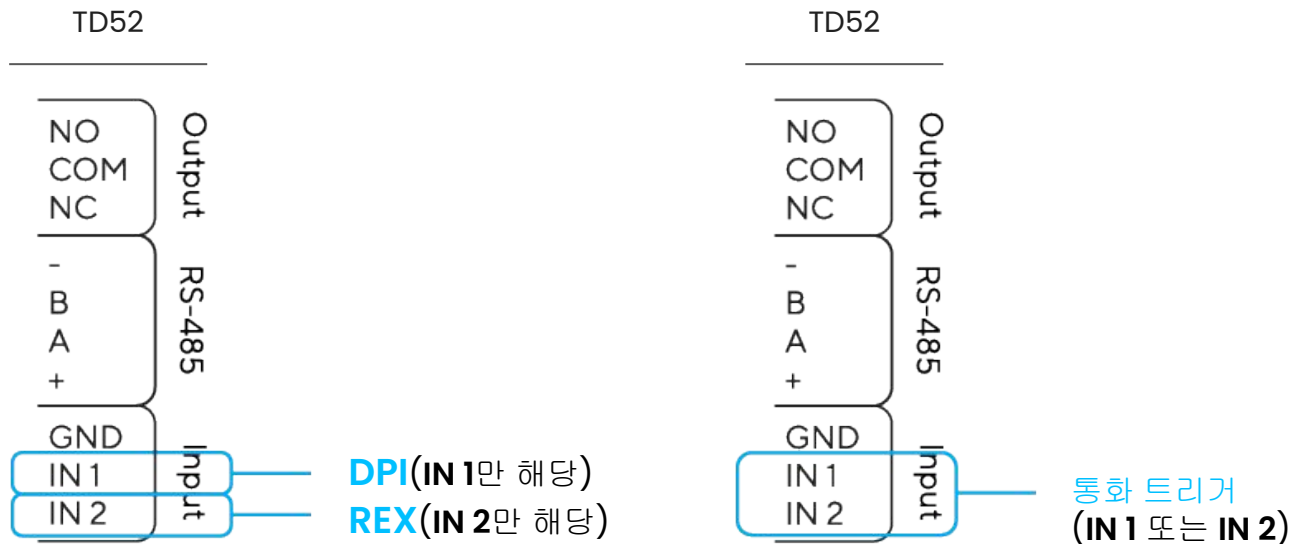 TD52
NO
COM
NC
Output
-
B
A
+
RS-485
GND
IN 1
IN 2
Input
DPI(IN 1만 해당)
REX(IN 2만 해당)
TD52
NO
COM
NC
Output
-
B
A
+
RS-485
GND
IN 1
IN 2
Input
통화 트리거
(IN 1 또는 IN 2)